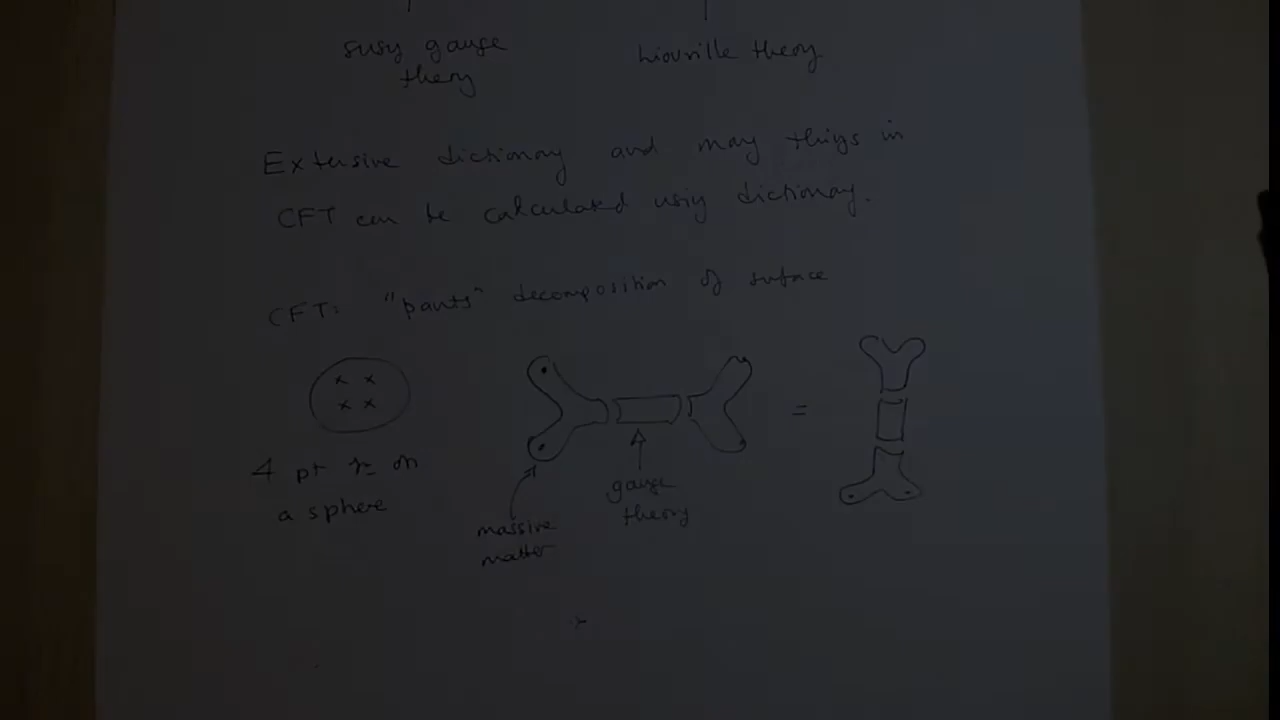 susy gauge
theory
Liouville theory
Extensive dictionary and many things in
CFT can be calculated using dictionary.
CFT: "pants" decomposition of surface
x x
x x
=
4 pt on
a sphere
gauge
theory
massive
matter